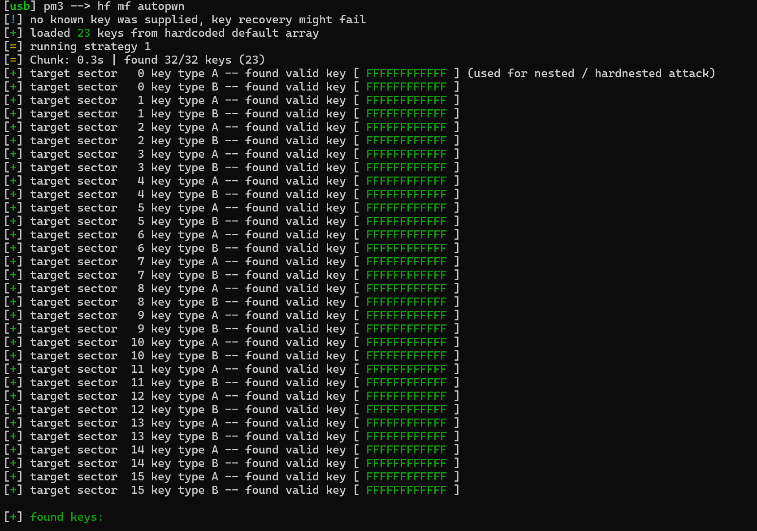 [usb] pm3 --> hf mf autopwn
[!] no known key was supplied, key recovery might fail
[+] loaded 23 keys from hardcoded default array
[=] running strategy 1
[=] Chunk: 0.3s | found 32/32 keys (23)
[+] target sector   0 key type A -- found valid key [ FFFFFFFFFFFF ] (used for nested / hardnested attack)
[+] target sector   0 key type B -- found valid key [ FFFFFFFFFFFF ]
[+] target sector   1 key type A -- found valid key [ FFFFFFFFFFFF ]
[+] target sector   1 key type B -- found valid key [ FFFFFFFFFFFF ]
[+] target sector   2 key type A -- found valid key [ FFFFFFFFFFFF ]
[+] target sector   2 key type B -- found valid key [ FFFFFFFFFFFF ]
[+] target sector   3 key type A -- found valid key [ FFFFFFFFFFFF ]
[+] target sector   3 key type B -- found valid key [ FFFFFFFFFFFF ]
[+] target sector   4 key type A -- found valid key [ FFFFFFFFFFFF ]
[+] target sector   4 key type B -- found valid key [ FFFFFFFFFFFF ]
[+] target sector   5 key type A -- found valid key [ FFFFFFFFFFFF ]
[+] target sector   5 key type B -- found valid key [ FFFFFFFFFFFF ]
[+] target sector   6 key type A -- found valid key [ FFFFFFFFFFFF ]
[+] target sector   6 key type B -- found valid key [ FFFFFFFFFFFF ]
[+] target sector   7 key type A -- found valid key [ FFFFFFFFFFFF ]
[+] target sector   7 key type B -- found valid key [ FFFFFFFFFFFF ]
[+] target sector   8 key type A -- found valid key [ FFFFFFFFFFFF ]
[+] target sector   8 key type B -- found valid key [ FFFFFFFFFFFF ]
[+] target sector   9 key type A -- found valid key [ FFFFFFFFFFFF ]
[+] target sector   9 key type B -- found valid key [ FFFFFFFFFFFF ]
[+] target sector  10 key type A -- found valid key [ FFFFFFFFFFFF ]
[+] target sector  10 key type B -- found valid key [ FFFFFFFFFFFF ]
[+] target sector  11 key type A -- found valid key [ FFFFFFFFFFFF ]
[+] target sector  11 key type B -- found valid key [ FFFFFFFFFFFF ]
[+] target sector  12 key type A -- found valid key [ FFFFFFFFFFFF ]
[+] target sector  12 key type B -- found valid key [ FFFFFFFFFFFF ]
[+] target sector  13 key type A -- found valid key [ FFFFFFFFFFFF ]
[+] target sector  13 key type B -- found valid key [ FFFFFFFFFFFF ]
[+] target sector  14 key type A -- found valid key [ FFFFFFFFFFFF ]
[+] target sector  14 key type B -- found valid key [ FFFFFFFFFFFF ]
[+] target sector  15 key type A -- found valid key [ FFFFFFFFFFFF ]
[+] target sector  15 key type B -- found valid key [ FFFFFFFFFFFF ]
[+] found keys: